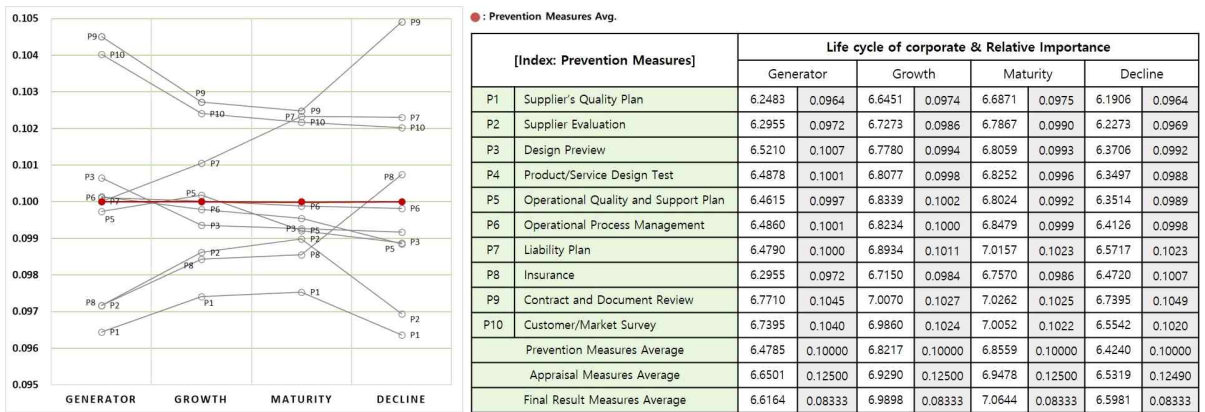 0.105
0.104
0.103
0.102
0.101
0.100
0.099
0.098
0.097
0.096
0.095
P9
P10
P3
P6
P7
P5
P8
P2
P1
P9
P10
P7
P5
P6
P3
P2
P8
P1
P9
P7
P10
P6
P3
P5
P2
P8
P1
P9
P7
P10
P8
P6
P3
P5
P2
P1
GENERATOR GROWTH MATURITY DECLINE
: Prevention Measures Avg.
[Index: Prevention Measures] Life cycle of corporate & Relative Importance
Generator Growth Maturity Decline
P1 Supplier's Quality Plan 6.2483 0.0964 6.6451 0.0974 6.6871 0.0975 6.1906 0.0964
P2 Supplier Evaluation 6.2955 0.0972 6.7273 0.0986 6.7867 0.0990 6.2273 0.0969
P3 Design Preview 6.5210 0.1007 6.7780 0.0994 6.8059 0.0993 6.3706 0.0992
P4 Product/Service Design Test 6.4878 0.1001 6.8077 0.0998 6.8252 0.0996 6.3497 0.0988
P5 Operational Quality and Support Plan 6.4615 0.0997 6.8339 0.1002 6.8024 0.0992 6.3514 0.0989
P6 Operational Process Management 6.4860 0.1001 6.8234 0.1000 6.8479 0.0999 6.4126 0.0998
P7 Liability Plan 6.4790 0.1000 6.8934 0.1011 7.0157 0.1023 6.5717 0.1023
P8 Insurance 6.2955 0.0972 6.7150 0.0984 6.7570 0.0986 6.4720 0.1007
P9 Contract and Document Review 6.7710 0.1045 7.0070 0.1027 7.0262 0.1025 6.7395 0.1049
P10 Customer/Market Survey 6.7395 0.1040 6.9860 0.1024 7.0052 0.1022 6.5542 0.1020
Prevention Measures Average 6.4785 0.10000 6.8217 0.10000 6.8559 0.10000 6.4240 0.10000
Appraisal Measures Average 6.6501 0.12500 6.9290 0.12500 6.9478 0.12500 6.5319 0.12490
Final Result Measures Average 6.6164 0.08333 6.9898 0.08333 7.0644 0.08333 6.5981 0.08333